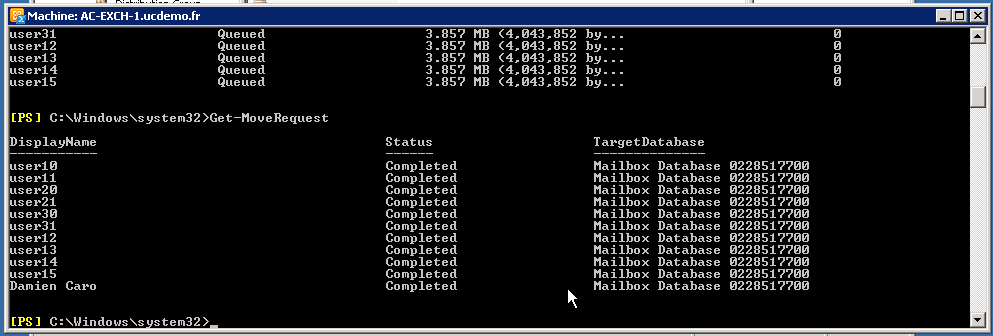 Distribution Group
Machine: AC-EXCH-1.ucdemo.fr
user31 Queued 3.857 MB (4,043,852 by... 0
user12 Queued 3.857 MB (4,043,852 by... 0
user13 Queued 3.857 MB (4,043,852 by... 0
user14 Queued 3.857 MB (4,043,852 by... 0
user15 Queued 3.857 MB (4,043,852 by... 0
[PS] C:\Windows\system32>Get-MoveRequest
DisplayName Status TargetDatabase
----------- ------ --------------
user10 Completed Mailbox Database 0228517700
user11 Completed Mailbox Database 0228517700
user20 Completed Mailbox Database 0228517700
user21 Completed Mailbox Database 0228517700
user30 Completed Mailbox Database 0228517700
user31 Completed Mailbox Database 0228517700
user12 Completed Mailbox Database 0228517700
user13 Completed Mailbox Database 0228517700
user14 Completed Mailbox Database 0228517700
user15 Completed Mailbox Database 0228517700
Damien Caro Completed Mailbox Database 0228517700
[PS] C:\Windows\system32>_